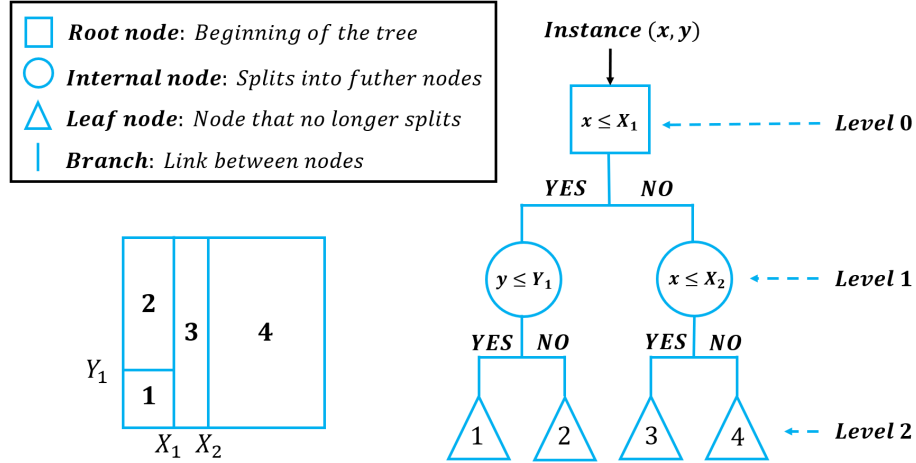 Root node: Beginning of the tree
Internal node: Splits into futher nodes
Leaf node: Node that no longer splits
Branch: Link between nodes
Instance (x, y)
x ≤ X₁
Level 0
YES NO
y ≤ Y₁
x ≤ X₂
Level 1
YES NO
YES NO
1
2
3
4
Level 2
2
3
4
Y₁
1
X₁ X₂